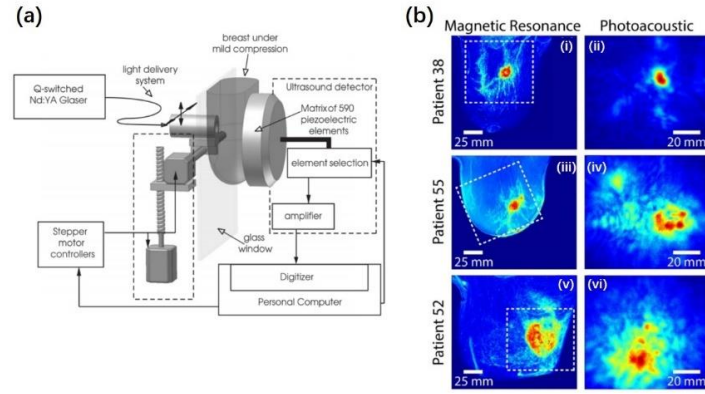 (a)
breast under
mild compression
light delivery
system
Q-switched
Nd:YA Glaser
Ultrasound detector
Matrix of 590
piezoelectric
elements
element selection
amplifier
Stepper
motor
controllers
glass
window
Digitizer
Personal Computer
(b)
Magnetic Resonance
Photoacoustic
Patient 38
(i)
25 mm
(ii)
20 mm
Patient 55
(iii)
25 mm
(iv)
20 mm
Patient 52
(v)
25 mm
(vi)
20 mm